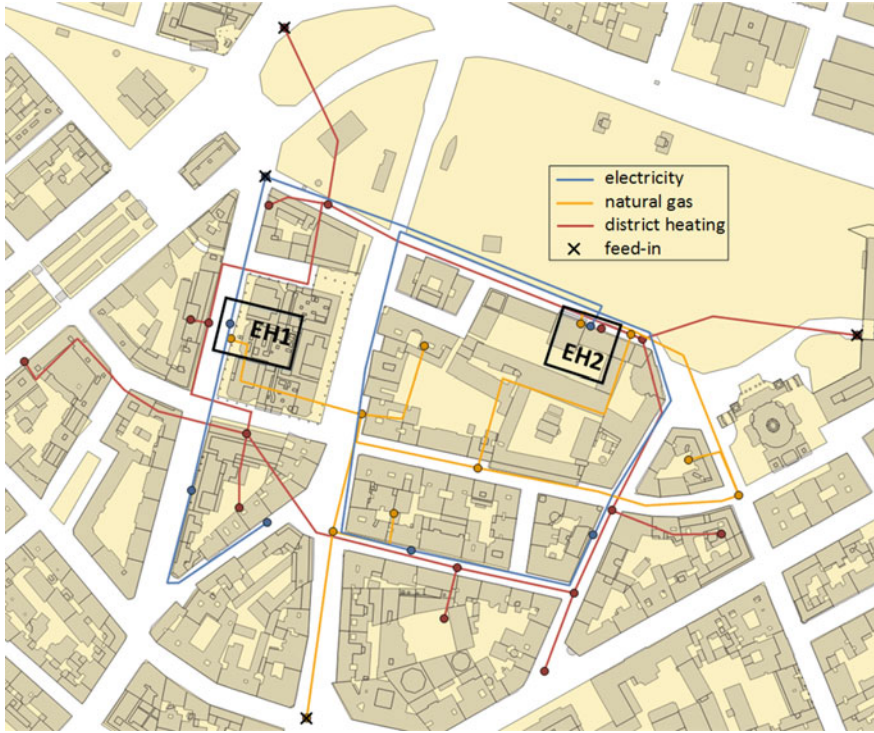 electricity
natural gas
district heating
feed-in
EH1
EH2